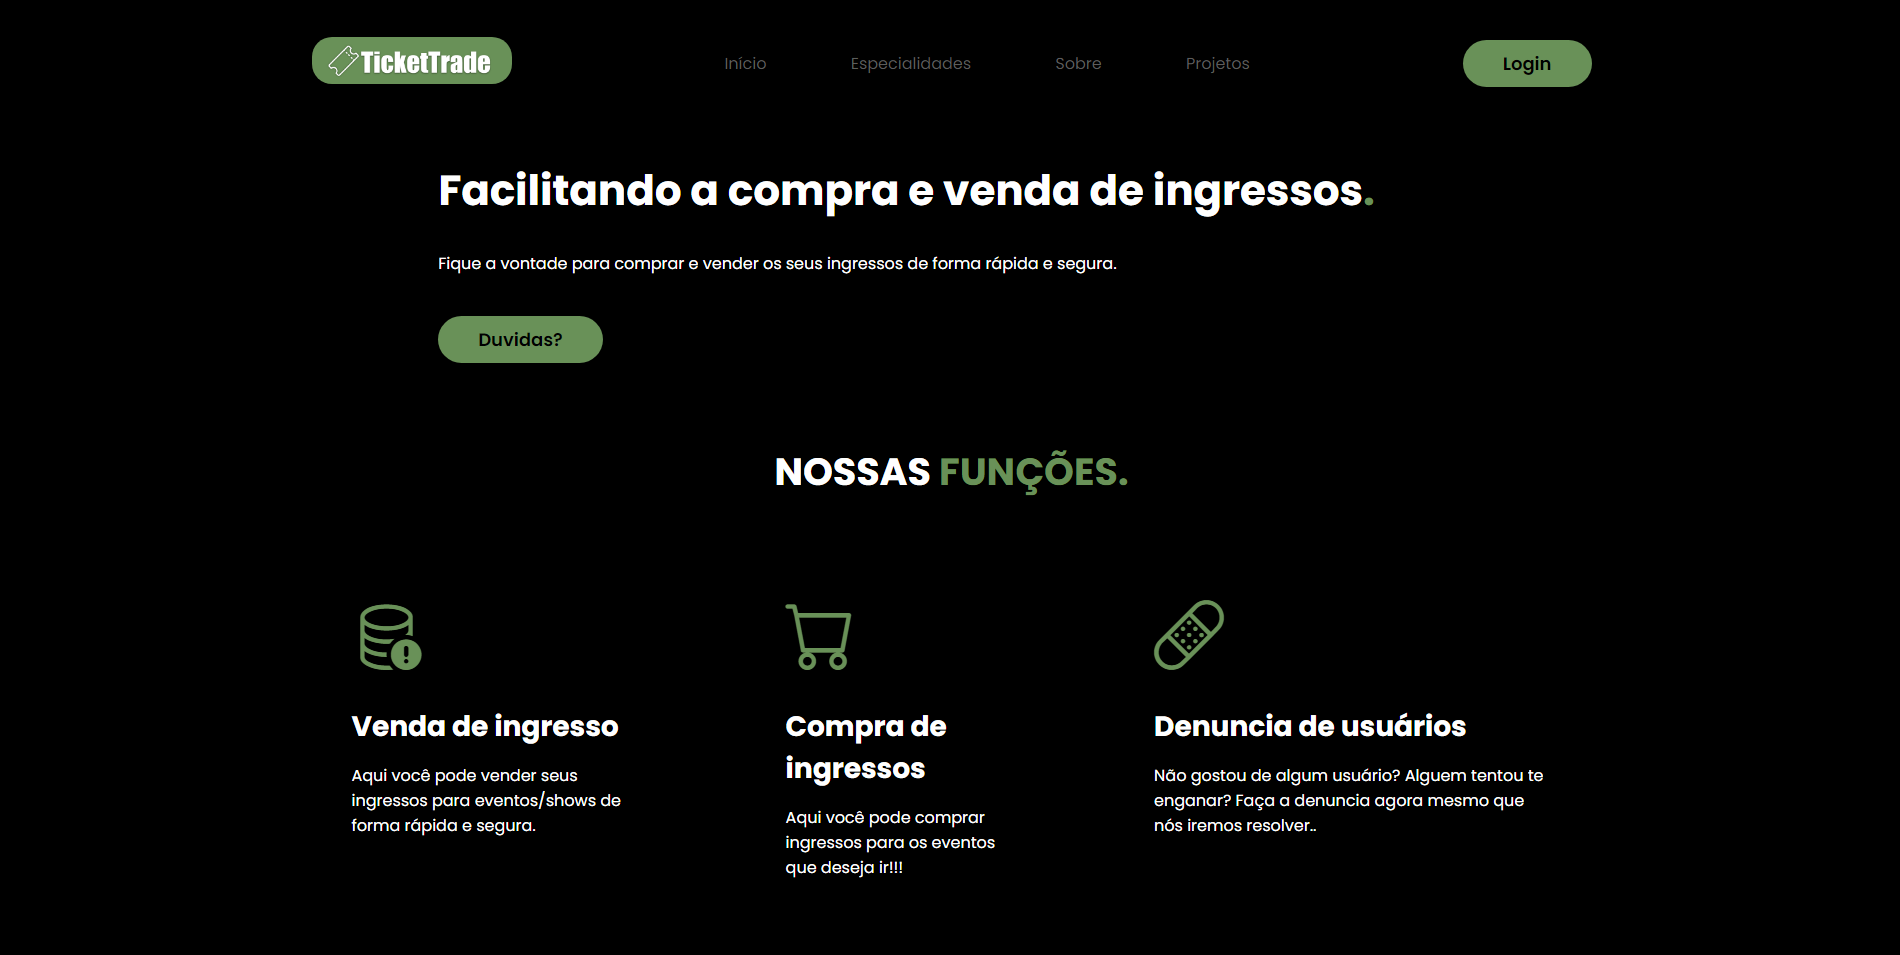 TicketTrade
Início
Especialidades
Sobre
Projetos
Login
Facilitando a compra e venda de ingressos.
Fique a vontade para comprar e vender os seus ingressos de forma rápida e segura.
Duvidas?
NOSSAS FUNÇÕES.
Venda de ingresso
Aqui você pode vender seus
ingressos para eventos/shows de
forma rápida e segura.
Compra de
ingressos
Aqui você pode comprar
ingressos para os eventos
que deseja ir!!!
Denuncia de usuários
Não gostou de algum usuário? Alguem tentou te
enganar? Faça a denuncia agora mesmo que
nós iremos resolver..